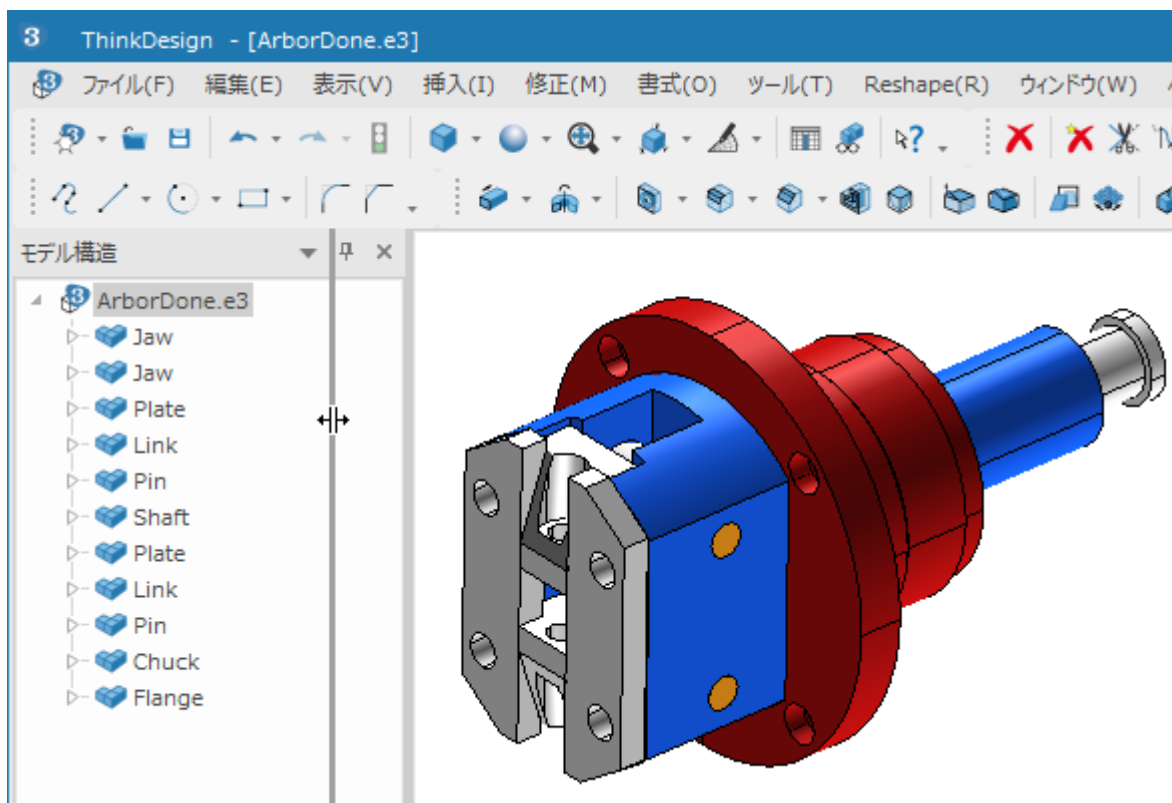 3 ThinkDesign - [ArborDone.e3]
ファイル(F) 編集(E) 表示(V) 挿入(I) 修正(M) 書式(O) ツール(T) Reshape(R) ウィンドウ(W)
モデル構造
ArborDone.e3
Jaw
Jaw
Plate
Link
Pin
Shaft
Plate
Link
Pin
Chuck
Flange